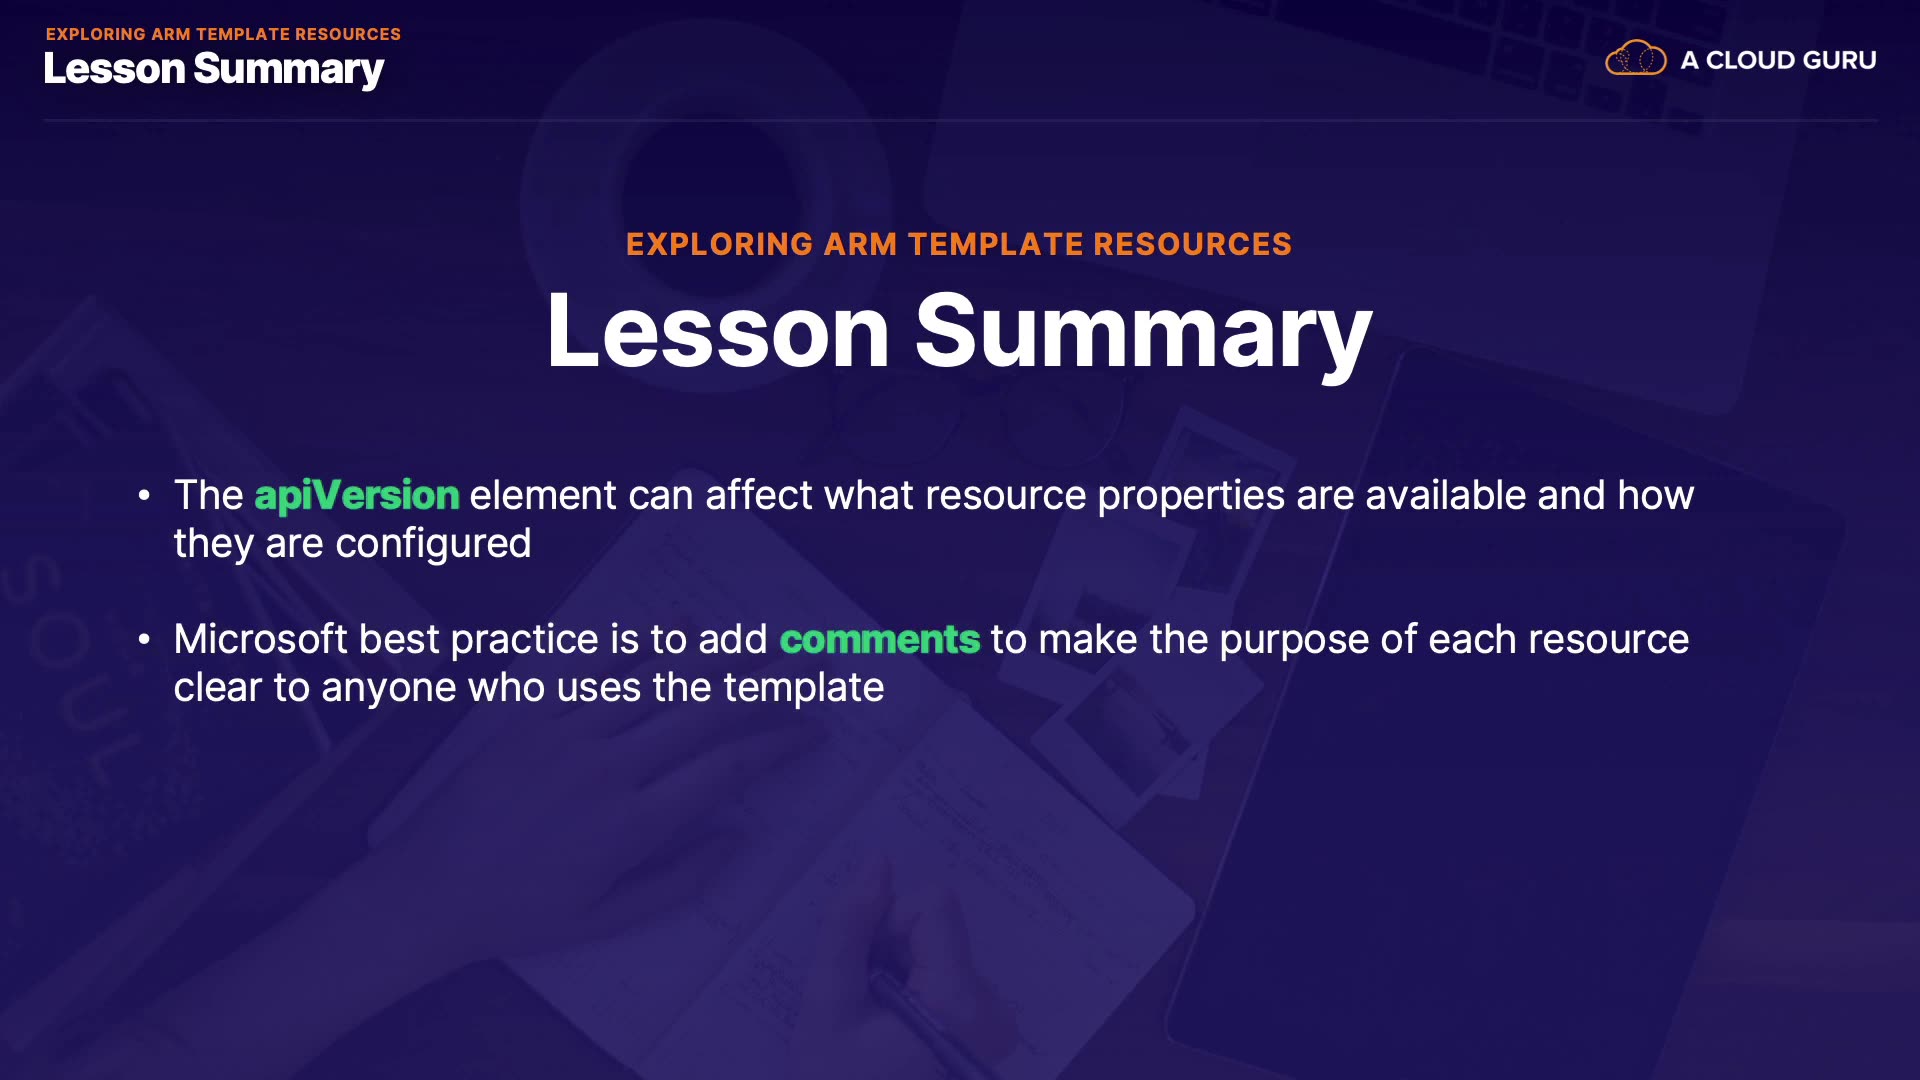 EXPLORING ARM TEMPLATE RESOURCES
Lesson Summary
A CLOUD GURU
EXPLORING ARM TEMPLATE RESOURCES
Lesson Summary
• The apiVersion element can affect what resource properties are available and how
they are configured
• Microsoft best practice is to add comments to make the purpose of each resource
clear to anyone who uses the template
SOUL